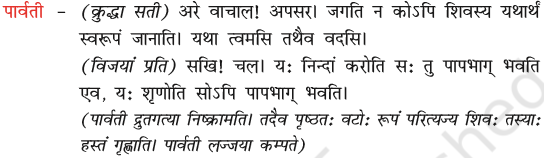 पार्वती - (क्रुद्धा सती) अरे वाचाल! अपसर। जगति न कोऽपि शिवस्य यथार्थं
स्वरूपं जानाति। यथा त्वमसि तथैव वदसि।
(विजयां प्रति) सखि! चल। य: निन्दां करोति स: तु पापभाग् भवति
एव, य: शृणोति सोऽपि पापभाग् भवति।
(पार्वती द्रुतगत्या निष्क्रामति। तदैव पृष्ठत: वटो: रूपं परित्यज्य शिव: तस्या:
हस्तं गृह्णाति। पार्वती लज्जया कम्पते)